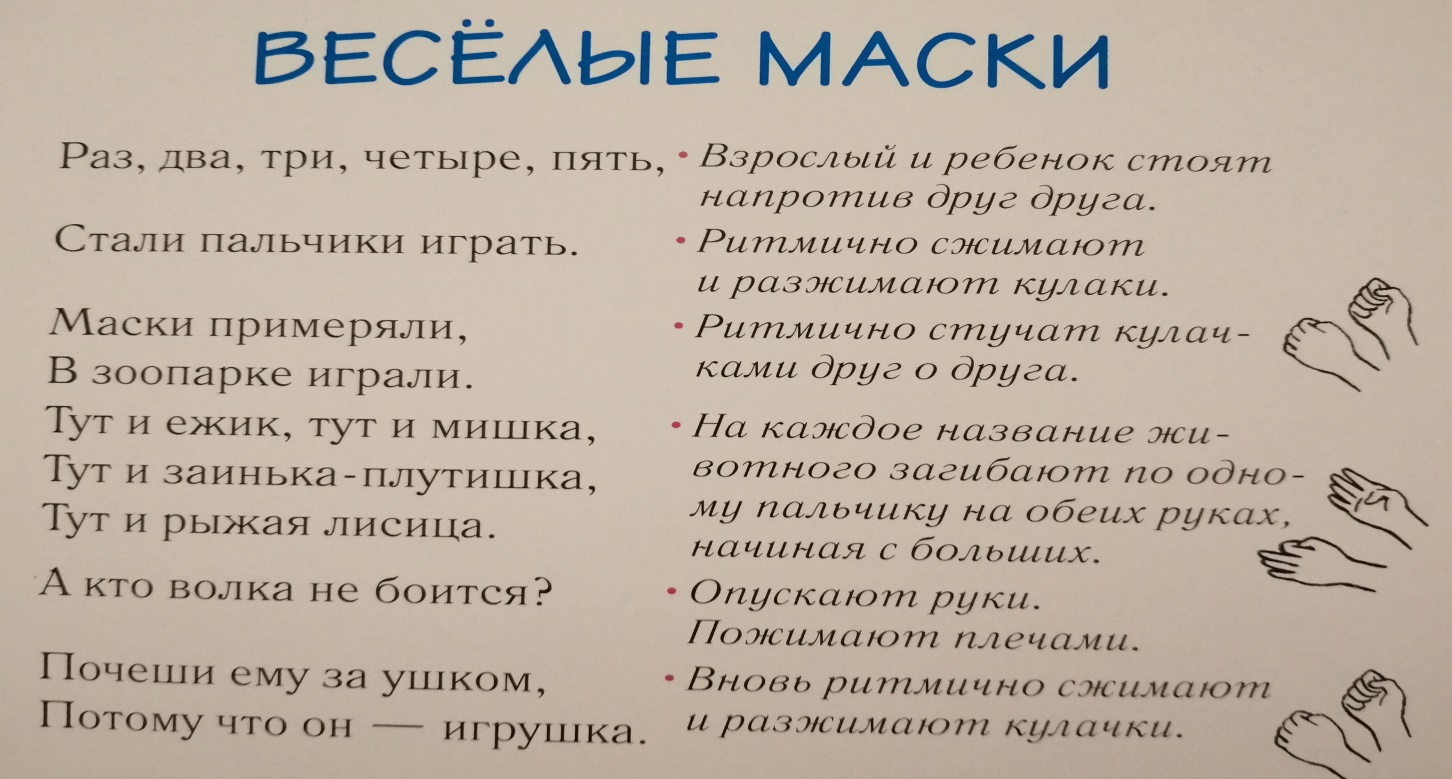 ВЕСЁЛЫЕ МАСКИ
Раз, два, три, четыре, пять,
• Взрослый и ребенок стоят
напротив друг друга.
Стали пальчики играть.
• Ритмично сжимают
и разжимают кулаки.
Маски примеряли,
В зоопарке играли.
• Ритмично стучат кулач-
ками друг о друга.
Тут и ежик, тут и мишка,
Тут и заинька-плутишка,
Тут и рыжая лисица.
• На каждое название жи-
вотного загибают по одно-
му пальчику на обеих руках,
начиная с больших.
А кто волка не боится?
• Опускают руки.
Пожимают плечами.
Почеши ему за ушком,
Потому что он — игрушка.
• Вновь ритмично сжимают
и разжимают кулачки.